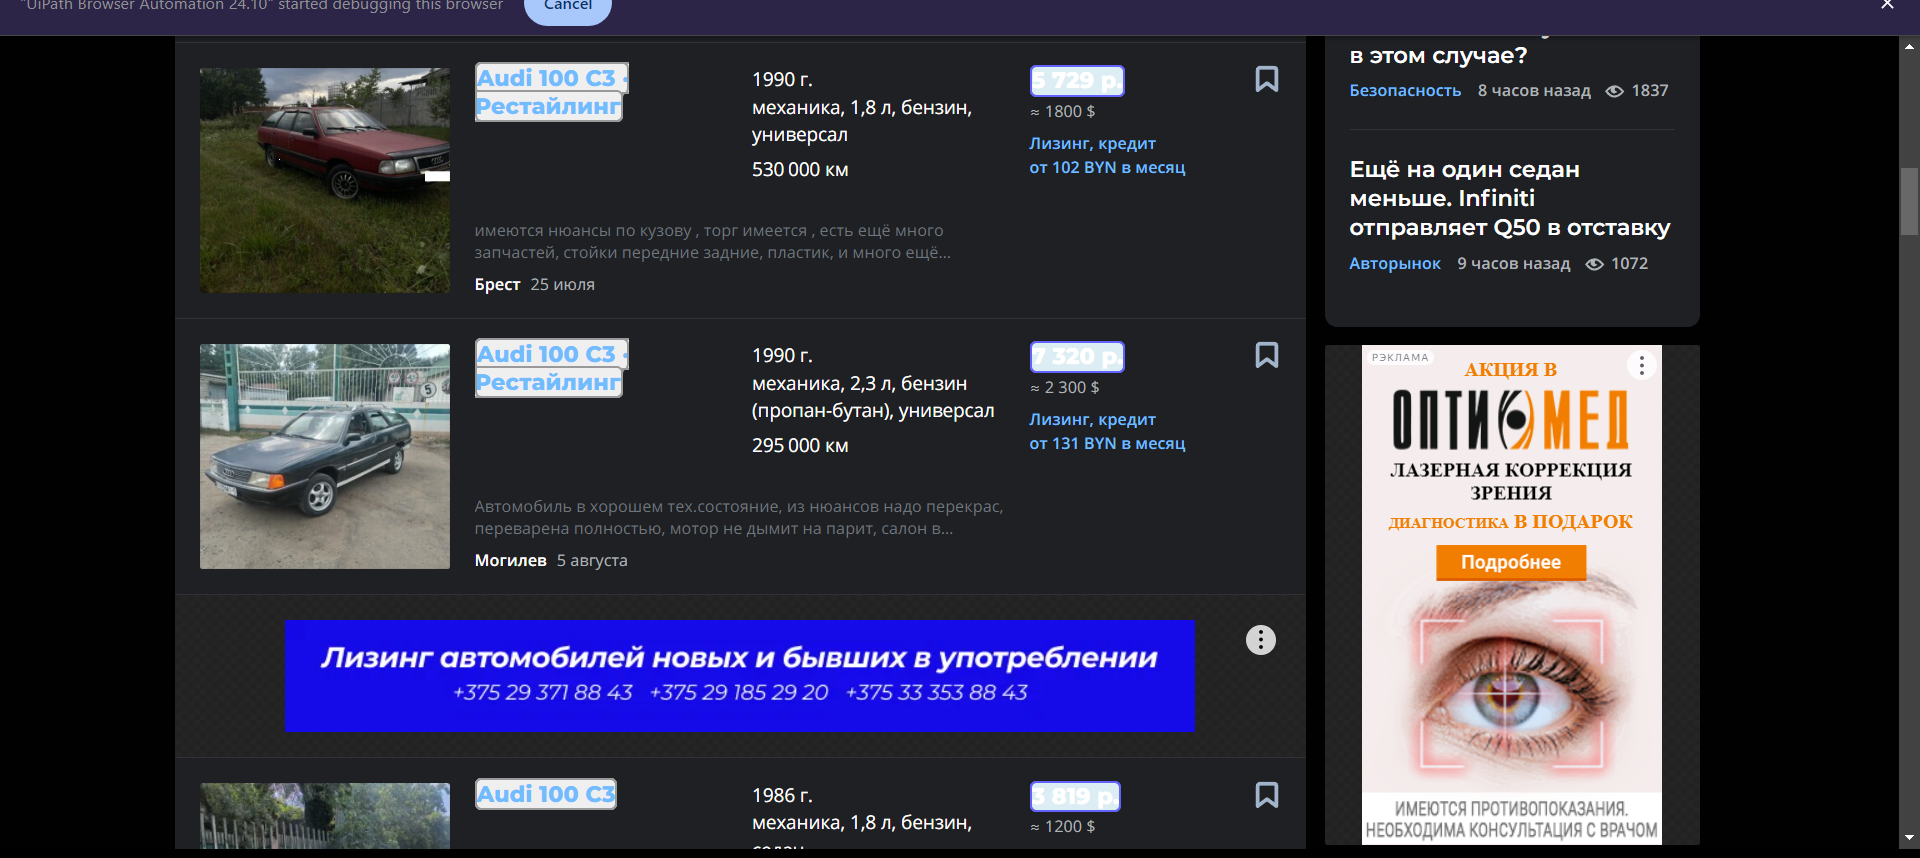 "UiPath Browser Automation 24.10" started debugging this browser
Cancel
Audi 100 C3 ·
Рестайлинг
1990 г.
механика, 1,8 л, бензин,
универсал
530 000 км
5 729 р.
≈ 1800 $
Лизинг, кредит
от 102 BYN в месяц
имеются нюансы по кузову , торг имеется , есть ещё много
запчастей, стойки передние задние, пластик, и много ещё...
Брест 25 июля
Audi 100 C3 ·
Рестайлинг
1990 г.
механика, 2,3 л, бензин
(пропан-бутан), универсал
295 000 км
7 320 р.
≈ 2 300 $
Лизинг, кредит
от 131 BYN в месяц
Автомобиль в хорошем тех.состояние, из нюансов надо перекрас,
переварена полностью, мотор не дымит на парит, салон в...
Могилев 5 августа
Лизинг автомобилей новых и бывших в употреблении
+375 29 371 88 43 +375 29 185 29 20 +375 33 353 88 43
Audi 100 C3
1986 г.
механика, 1,8 л, бензин,
седан
3 819 р.
≈ 1200 $
в этом случае?
Безопасность 8 часов назад 1837
Ещё на один седан
меньше. Infiniti
отправляет Q50 в отставку
Авторынок 9 часов назад 1072
РЭКЛАМА
АКЦИЯ В
ОПТИОМЕД
ЛАЗЕРНАЯ КОРРЕКЦИЯ
ЗРЕНИЯ
ДИАГНОСТИКА В ПОДАРОК
Подробнее
ИМЕЮТСЯ ПРОТИВОПОКАЗАНИЯ.
НЕОБХОДИМА КОНСУЛЬТАЦИЯ С ВРАЧОМ